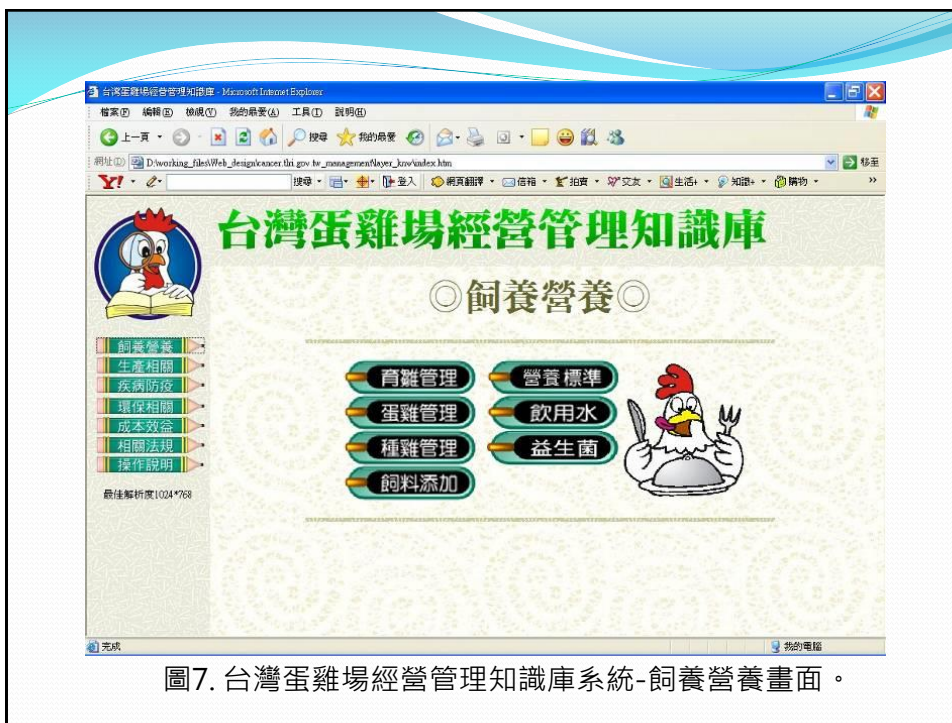 台灣蛋雞場經營管理知識庫 - Microsoft Internet Explorer
檔案(F) 編輯(E) 檢視(V) 我的最愛(A) 工具(T) 說明(H)
上一頁 搜尋 我的最愛
網址(D) D:\working_files\Web_design\cancer.tlri.gov.tw_management\layer_knw\index.htm 移至
Y! 搜尋 登入 網頁翻譯 信箱 拍賣 交友 生活+ 知識+ 購物 »
台灣蛋雞場經營管理知識庫
◎飼養營養◎
飼養營養
生產相關
疾病防疫
環保相關
成本效益
相關法規
操作說明
最佳解析度1024*768
育雛管理 營養標準
蛋雞管理 飲用水
種雞管理 益生菌
飼料添加
完成 我的電腦
圖7. 台灣蛋雞場經營管理知識庫系統-飼養營養畫面。